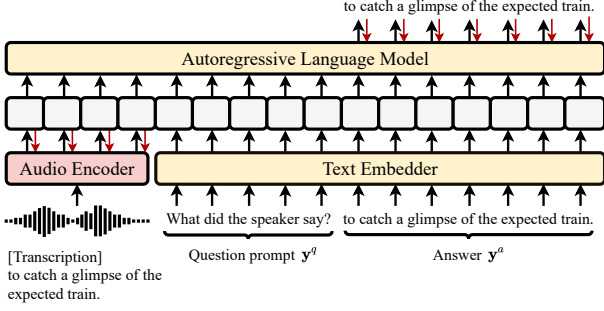 to catch a glimpse of the expected train.
Autoregressive Language Model
Audio Encoder
Text Embedder
What did the speaker say?
to catch a glimpse of the expected train.
Question prompt y^q
Answer y^a
[Transcription]
to catch a glimpse of the
expected train.